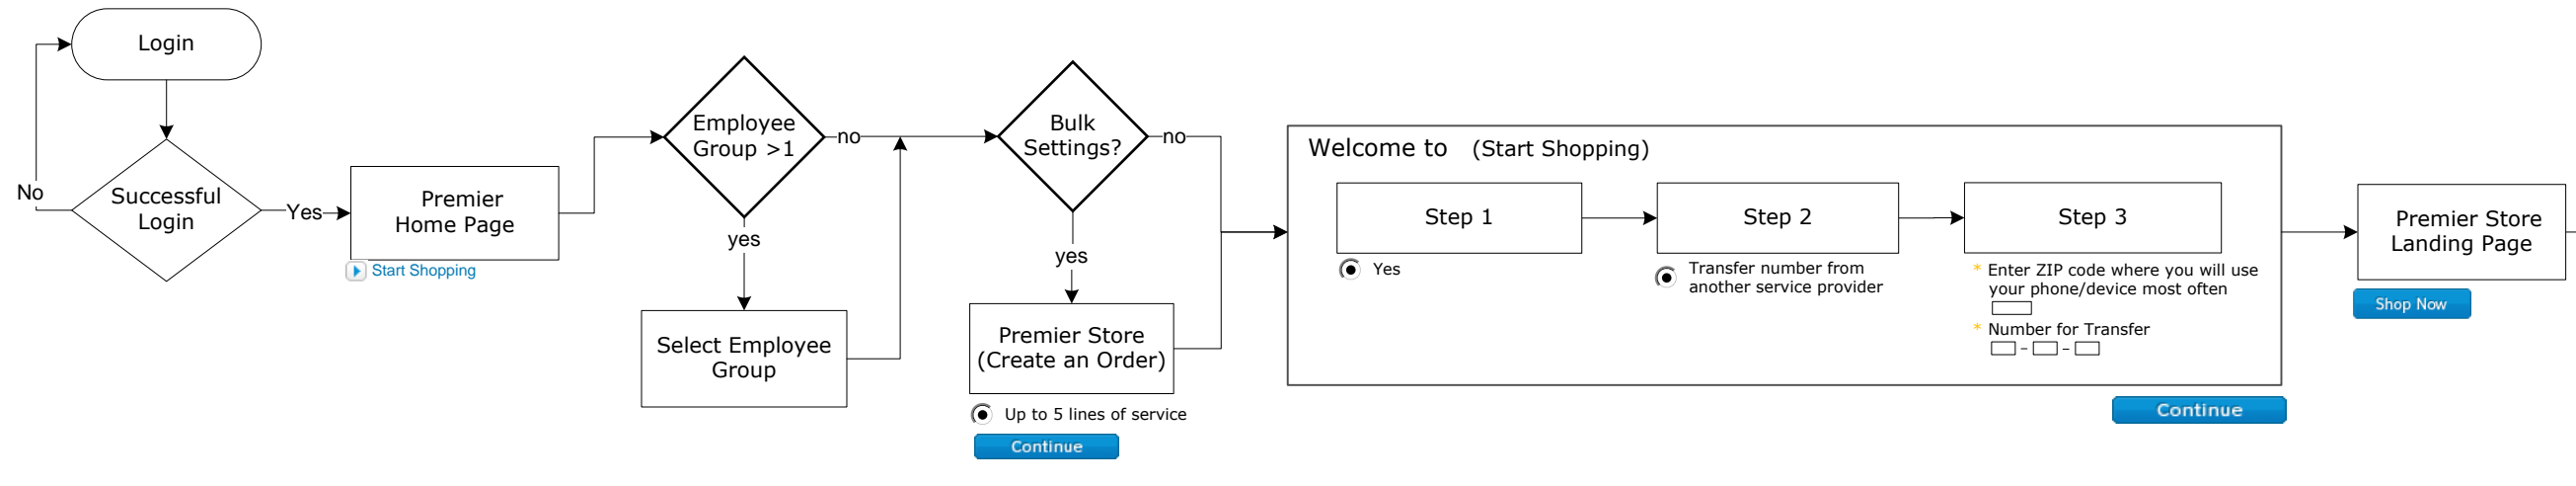 Login
No
Successful
Login
Yes
Premier
Home Page
Start Shopping
Employee
Group >1
no
yes
Select Employee
Group
Bulk
Settings?
no
yes
Premier Store
(Create an Order)
Up to 5 lines of service
Continue
Welcome to (Start Shopping)
Step 1
Yes
Step 2
Transfer number from
another service provider
Step 3
* Enter ZIP code where you will use
your phone/device most often
* Number for Transfer
– –
Continue
Premier Store
Landing Page
Shop Now